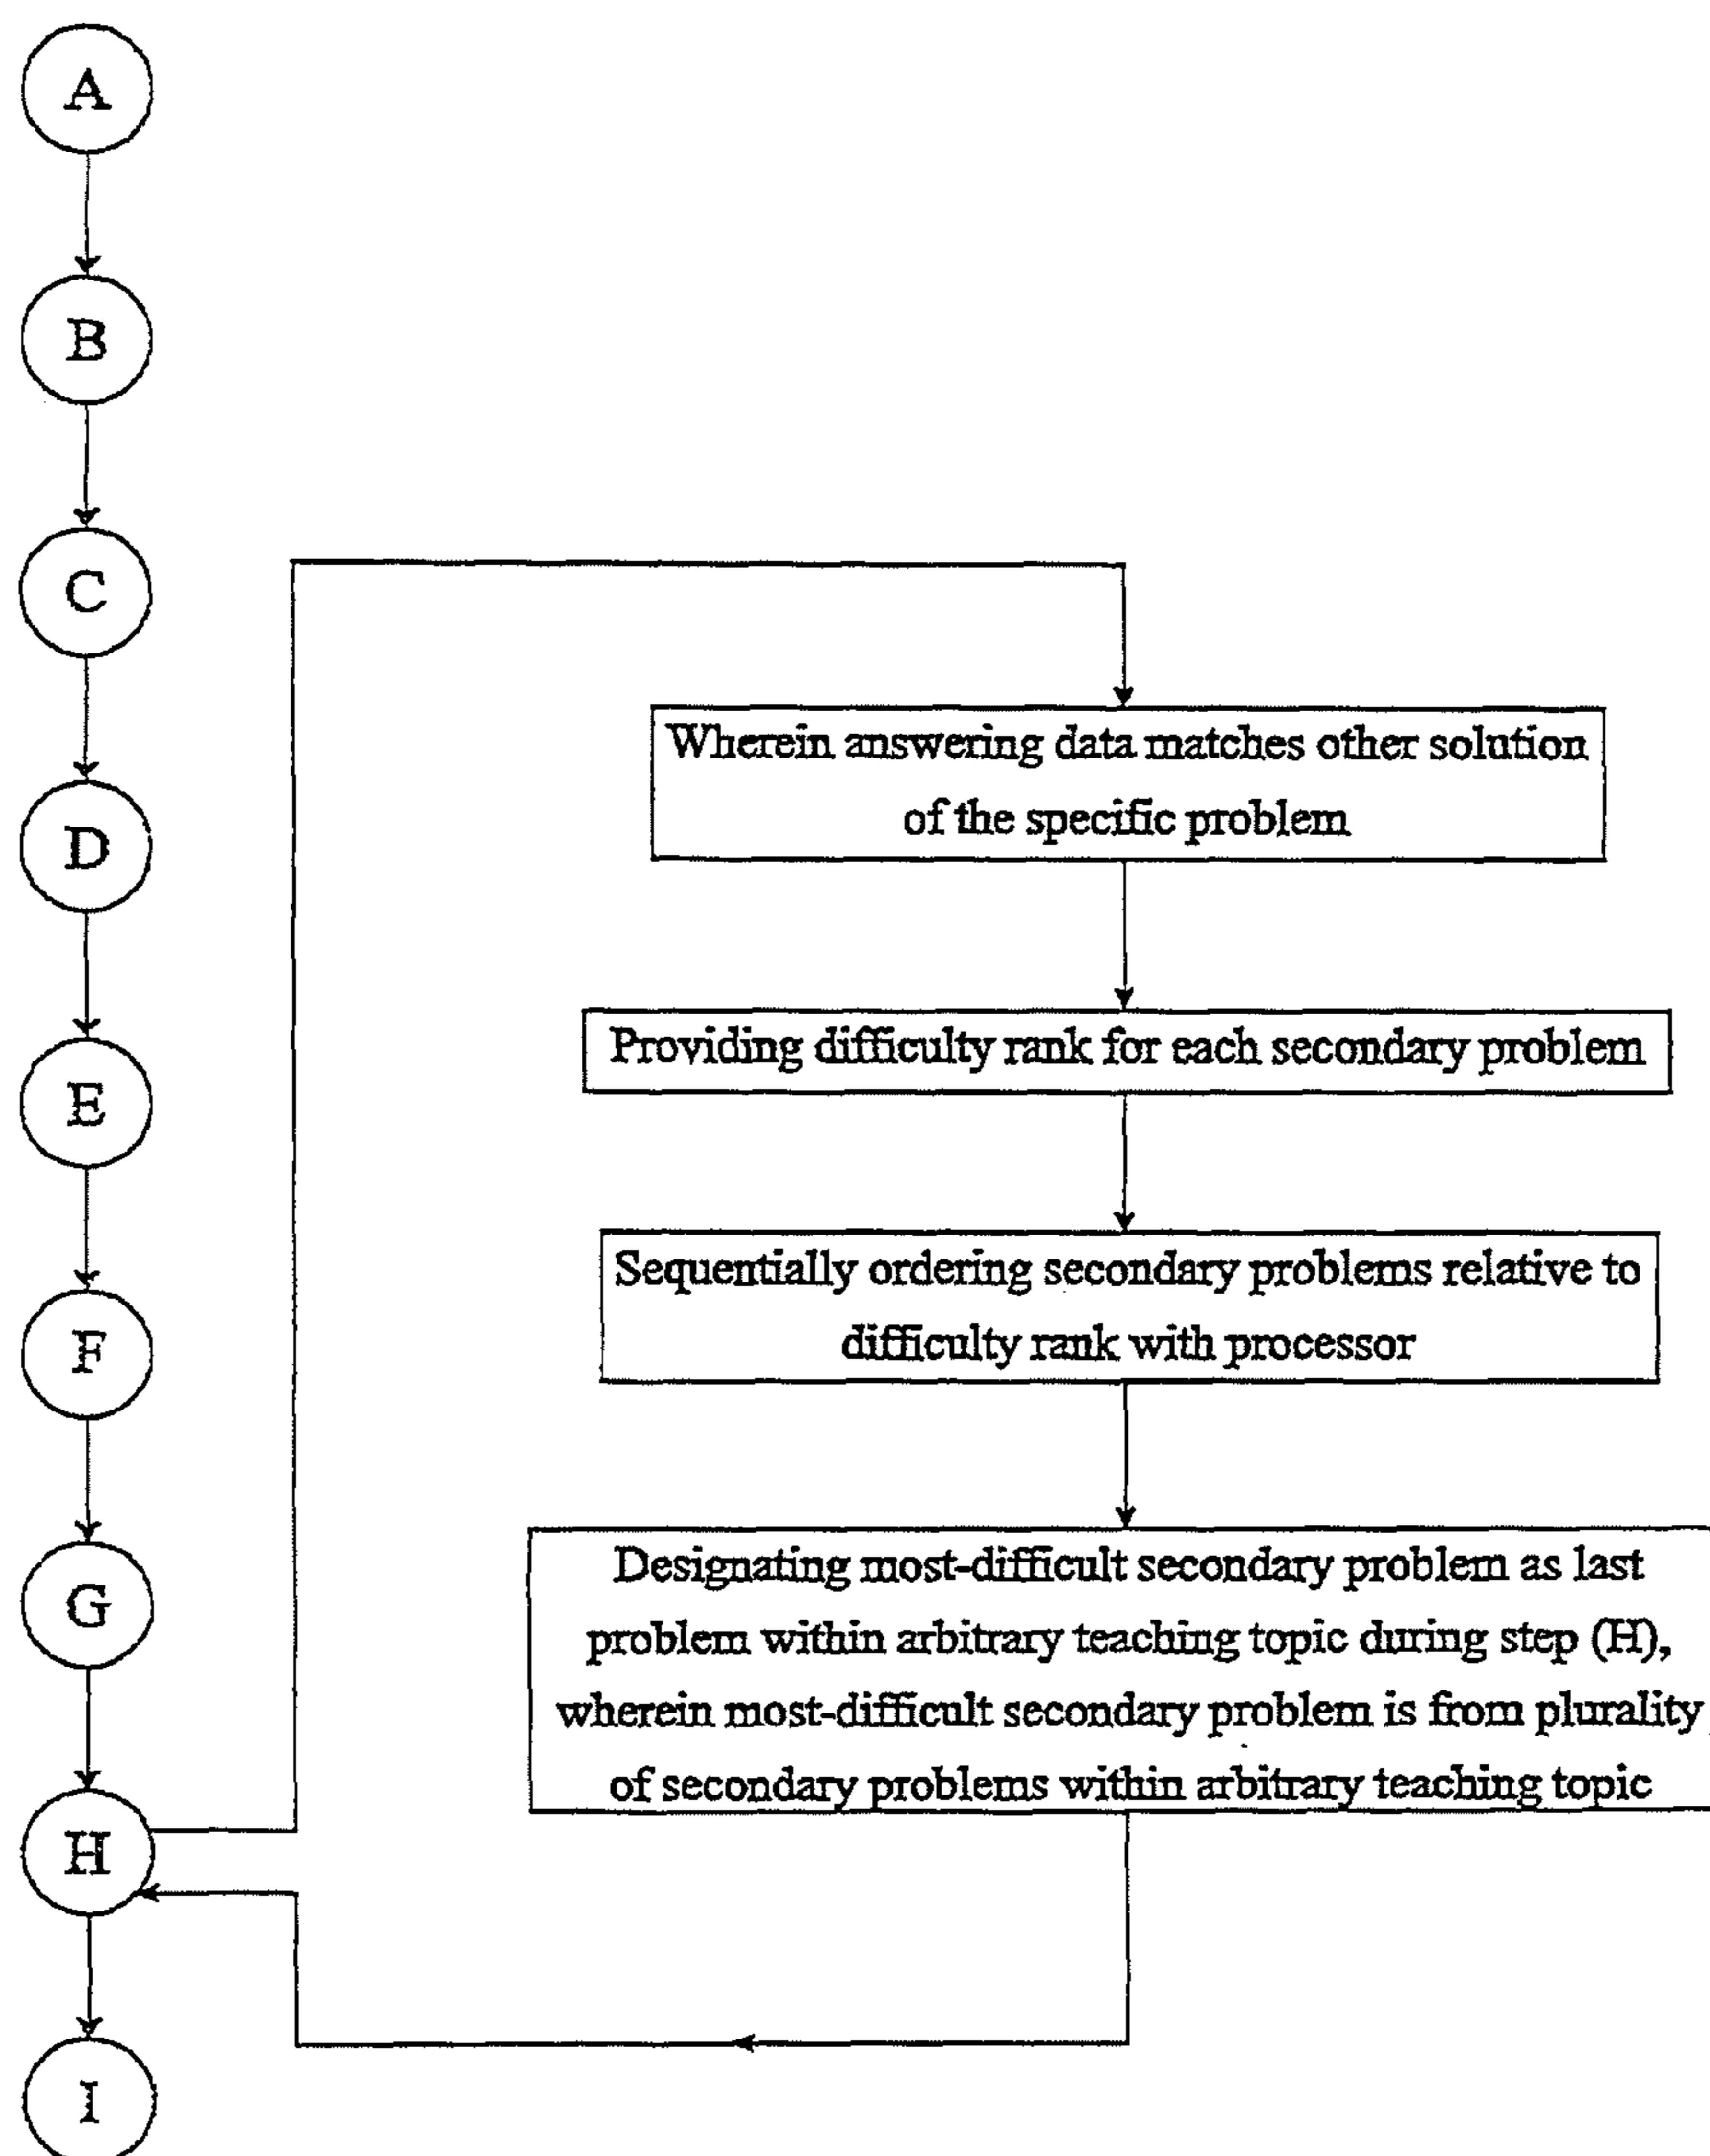 A
B
C
D
E
F
G
H
I
Wherein answering data matches other solution
of the specific problem
Providing difficulty rank for each secondary problem
Sequentially ordering secondary problems relative to
difficulty rank with processor
Designating most-difficult secondary problem as last
problem within arbitrary teaching topic during step (H),
wherein most-difficult secondary problem is from plurality
of secondary problems within arbitrary teaching topic